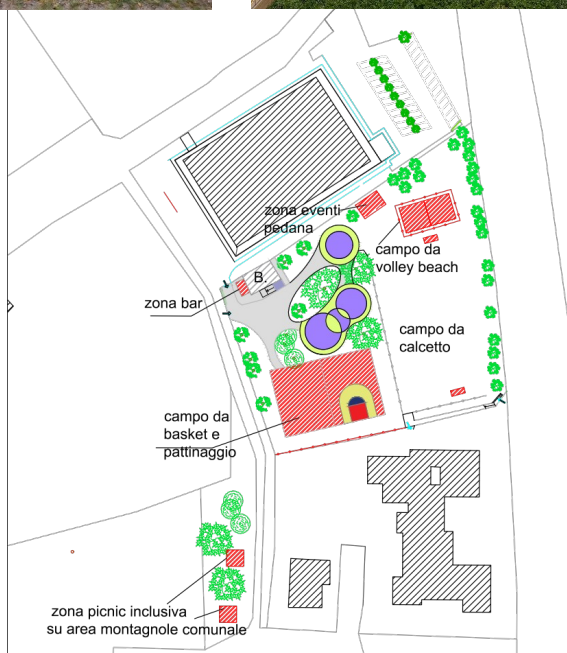 zona eventi
pedana
campo da
volley beach
B.
zona bar
campo da
calcetto
campo da
basket e
pattinaggio
zona picnic inclusiva
su area montagnole comunale